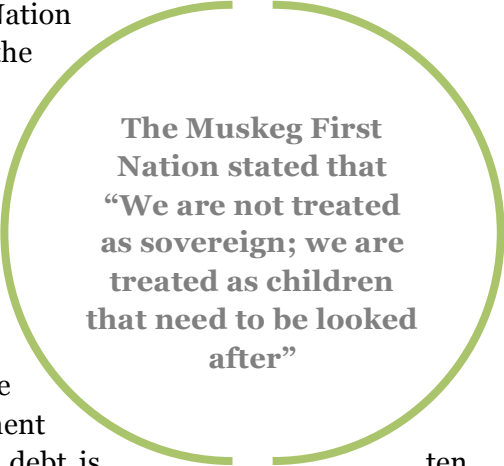 Nation
the
The Muskeg First
Nation stated that
“We are not treated
as sovereign; we are
treated as children
that need to be looked
after”
debt is ten